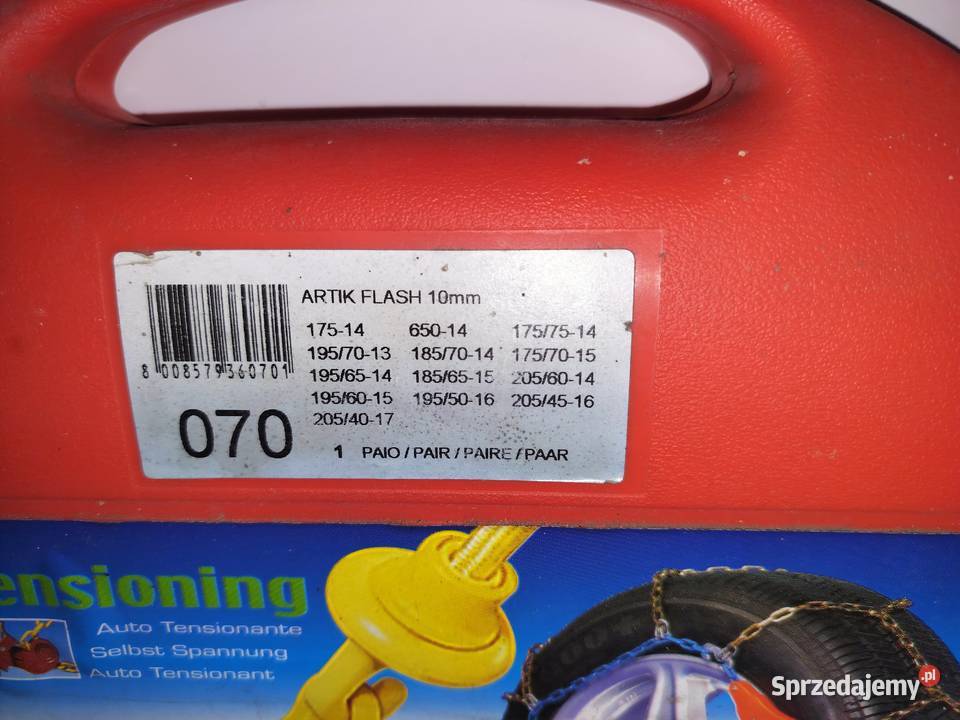 ARTIK FLASH 10mm
175-14 650-14 175/75-14
195/70-13 185/70-14 175/70-15
195/65-14 185/65-15 205/60-14
195/60-15 195/50-16 205/45-16
205/40-17
8 008579 360701
070
1 PAIO / PAIR / PAIRE / PAAR
ensioning
Auto Tensionante
Selbst Spannung
Auto Tensionant
Sprzedajemy.pl